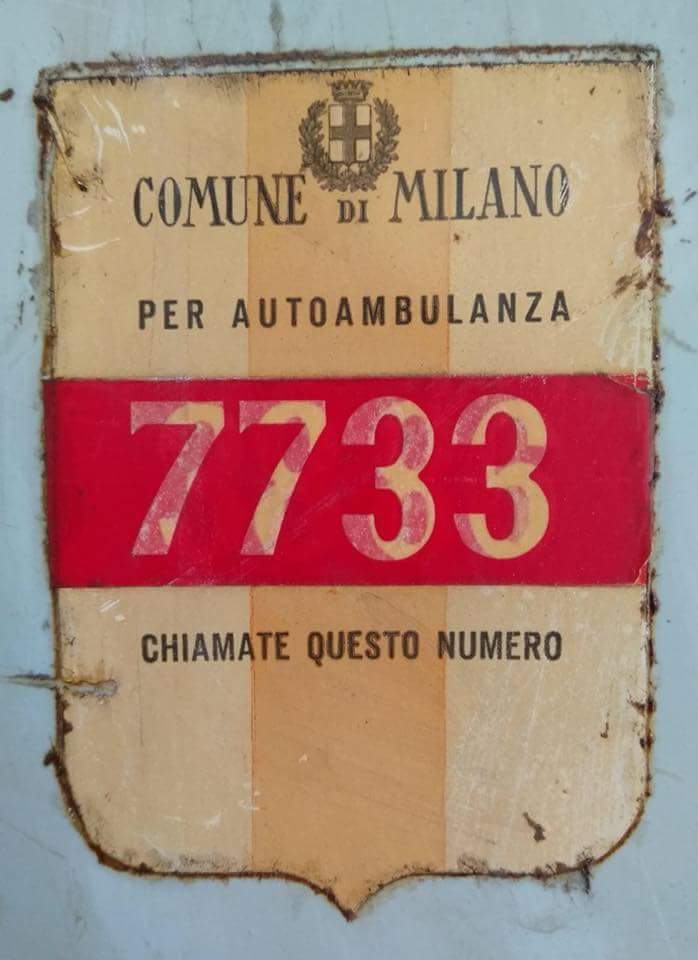 COMUNE DI MILANO
PER AUTOAMBULANZA
7733
CHIAMATE QUESTO NUMERO